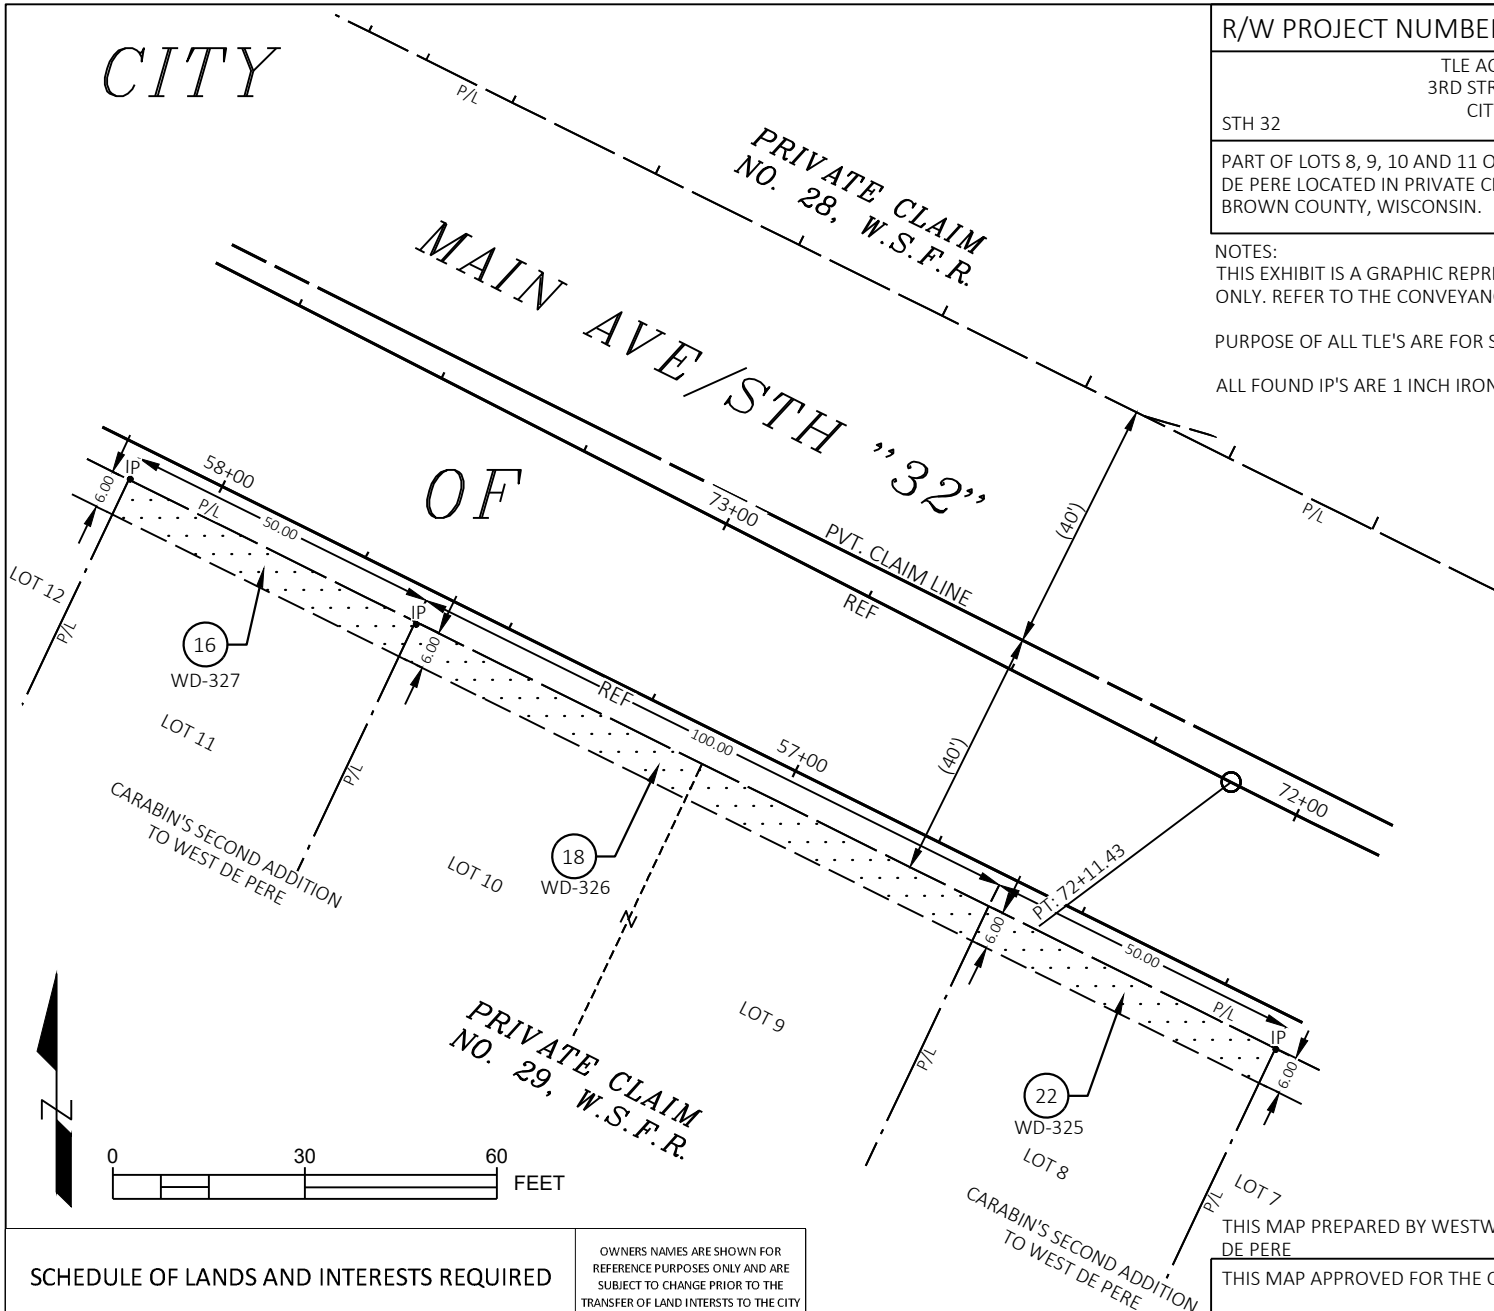 CITY
P/L
PRIVATE CLAIM
NO. 28, W.S.F.R.
R/W PROJECT NUMBE
TLE
3RD
STH 32
PART OF LOTS 8, 9, 10 AND 11
DE PERE LOCATED IN PRIVATE
BROWN COUNTY, WISCONSIN.
NOTES:
THIS EXHIBIT IS A GRAPHIC
ONLY. REFER TO THE
PURPOSE OF ALL TLE'S ARE FOR
ALL FOUND IP'S ARE 1 INCH IRON
MAIN AVE/STH "32"
OF
58+00
IP
6.00
P/L
50.00
73+00
PVT. CLAIM LINE
REF
(40')
P/L
LOT 12
P/L
16
WD-327
IP
6.00
LOT 11
P/L
REF
100.00
57+00
(40')
72+00
CARABIN'S SECOND ADDITION
TO WEST DE PERE
LOT 10
18
WD-326
PT: 72+11.43
Z
6.00
50.00
P/L
IP
6.00
LOT 9
P/L
PRIVATE CLAIM
NO. 29, W.S.F.R.
22
WD-325
LOT 8
LOT 7
P/L
CARABIN'S SECOND ADDITION
TO WEST DE PERE
Z
0 30 60
FEET
THIS MAP PREPARED BY
DE PERE
THIS MAP APPROVED FOR THE
SCHEDULE OF LANDS AND INTERESTS REQUIRED
OWNERS NAMES ARE SHOWN FOR
REFERENCE PURPOSES ONLY AND ARE
SUBJECT TO CHANGE PRIOR TO THE
TRANSFER OF LAND INTERSTS TO THE CITY